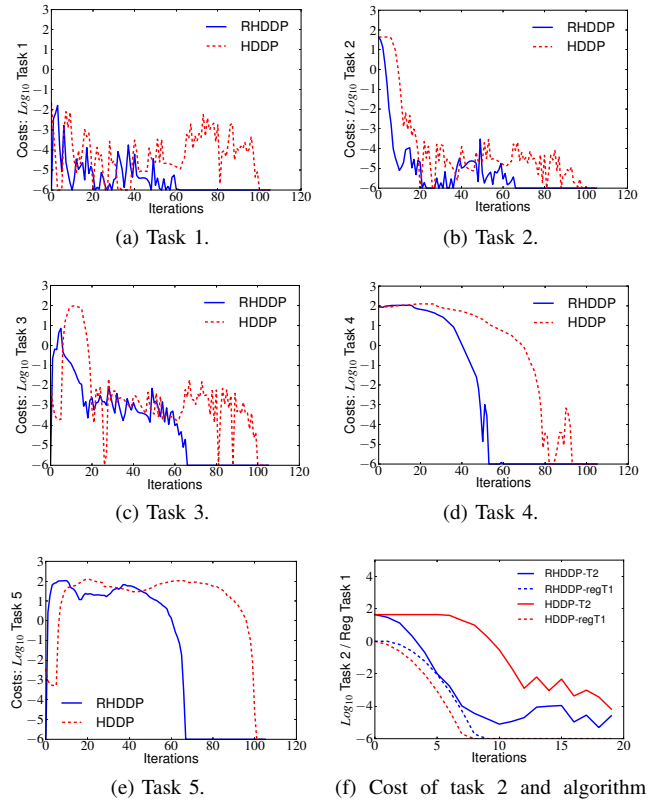 3
2
1
0
−1
−2
−3
−4
−5
−6
0 20 40 60 80 100 120
Iterations
Costs: Log10 Task 1
RHDDP
HDDP
(a) Task 1.
3
2
1
0
−1
−2
−3
−4
−5
−6
0 20 40 60 80 100 120
Iterations
Costs: Log10 Task 2
RHDDP
HDDP
(b) Task 2.
3
2
1
0
−1
−2
−3
−4
−5
−6
0 20 40 60 80 100 120
Iterations
Costs: Log10 Task 3
RHDDP
HDDP
(c) Task 3.
3
2
1
0
−1
−2
−3
−4
−5
−6
0 20 40 60 80 100 120
Iterations
Costs: Log10 Task 4
RHDDP
HDDP
(d) Task 4.
3
2
1
0
−1
−2
−3
−4
−5
−6
0 20 40 60 80 100 120
Iterations
Costs: Log10 Task 5
RHDDP
HDDP
(e) Task 5.
4
2
0
−2
−4
−6
0 5 10 15 20
Iterations
Log10 Task 2 / Reg Task 1
RHDDP-T2
RHDDP-regT1
HDDP-T2
HDDP-regT1
(f) Cost of task 2 and algorithm